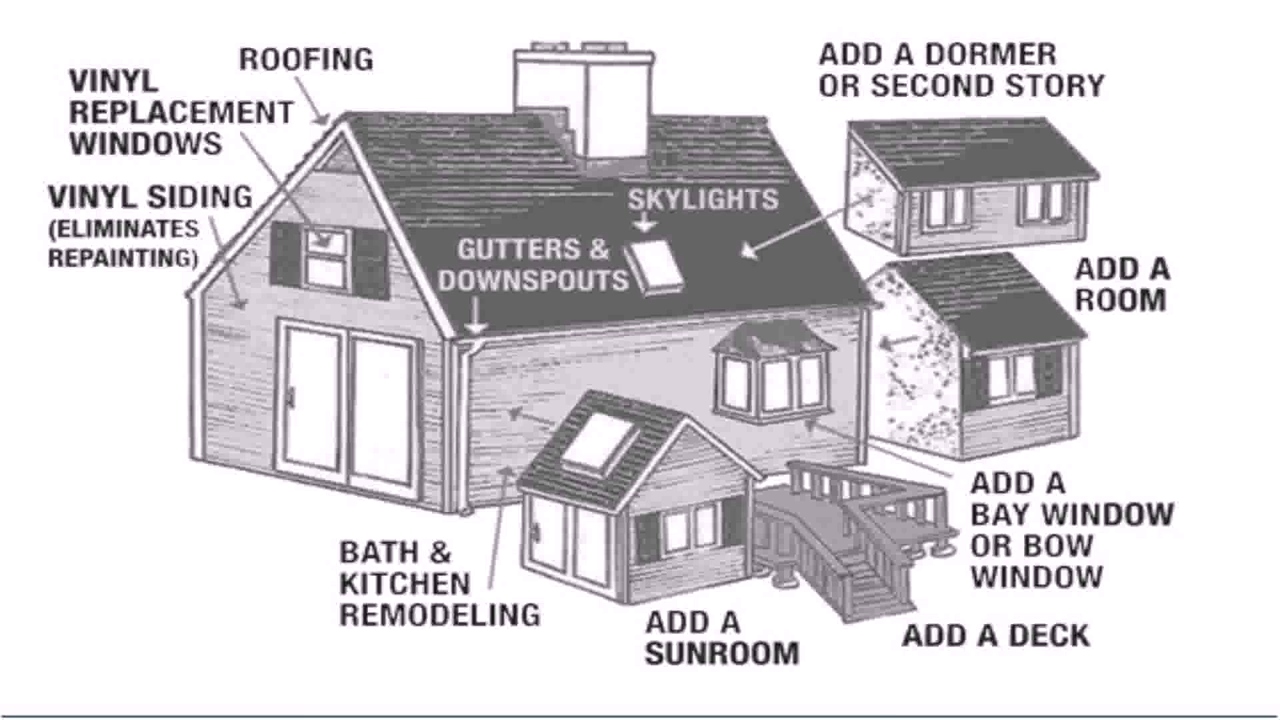 ROOFING
VINYL
REPLACEMENT
WINDOWS
VINYL SIDING
(ELIMINATES
REPAINTING)
SKYLIGHTS
GUTTERS &
DOWNSPOUTS
ADD A DORMER
OR SECOND STORY
ADD A
ROOM
ADD A
BAY WINDOW
OR BOW
WINDOW
BATH &
KITCHEN
REMODELING
ADD A
SUNROOM
ADD A DECK